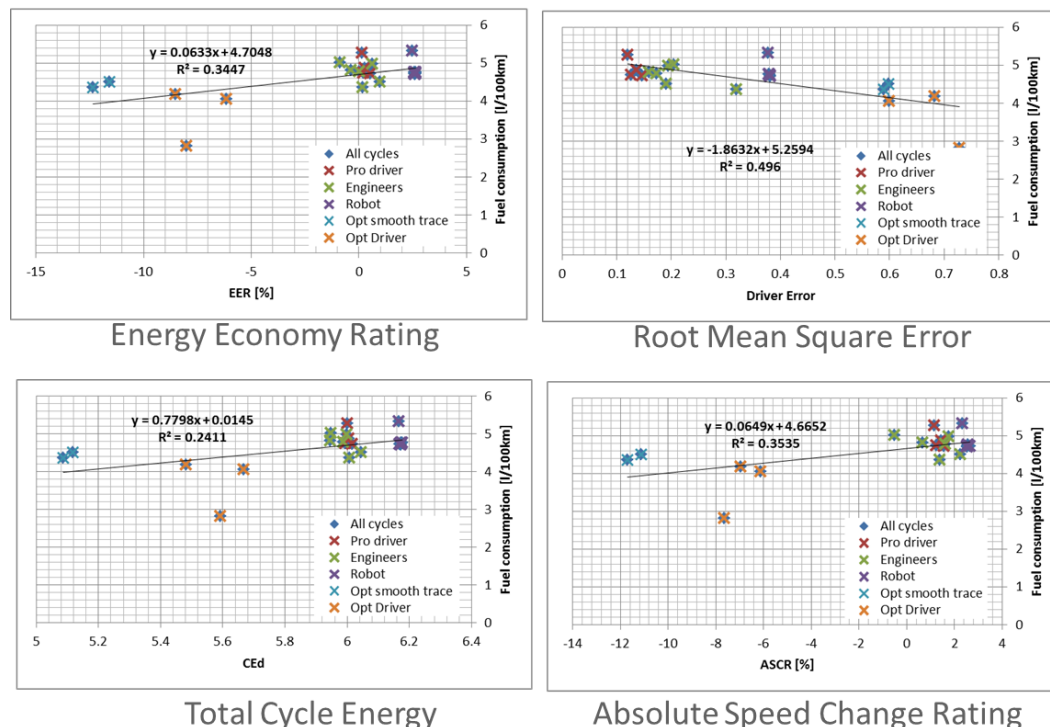 y = 0.0633x + 4.7048
R² = 0.3447
All cycles
Pro driver
Engineers
Robot
Opt smooth trace
Opt Driver
6
5
4
3
2
1
0
Fuel consumption [l/100km]
-15 -10 -5 0 5
EER [%]
Energy Economy Rating
y = -1.8632x + 5.2594
R² = 0.496
All cycles
Pro driver
Engineers
Robot
Opt smooth trace
Opt Driver
6
5
4
3
2
1
0
Fuel consumption [l/100km]
0 0.1 0.2 0.3 0.4 0.5 0.6 0.7 0.8
Driver Error
Root Mean Square Error
y = 0.7798x + 0.0145
R² = 0.2411
All cycles
Pro driver
Engineers
Robot
Opt smooth trace
Opt Driver
6
5
4
3
2
1
0
Fuel consumption [l/100km]
5 5.2 5.4 5.6 5.8 6 6.2 6.4
CEd
Total Cycle Energy
y = 0.0649x + 4.6652
R² = 0.3535
All cycles
Pro driver
Engineers
Robot
Opt smooth trace
Opt Driver
6
5
4
3
2
1
0
Fuel consumption [l/100km]
-14 -12 -10 -8 -6 -4 -2 0 2 4
ASCR [%]
Absolute Speed Change Rating